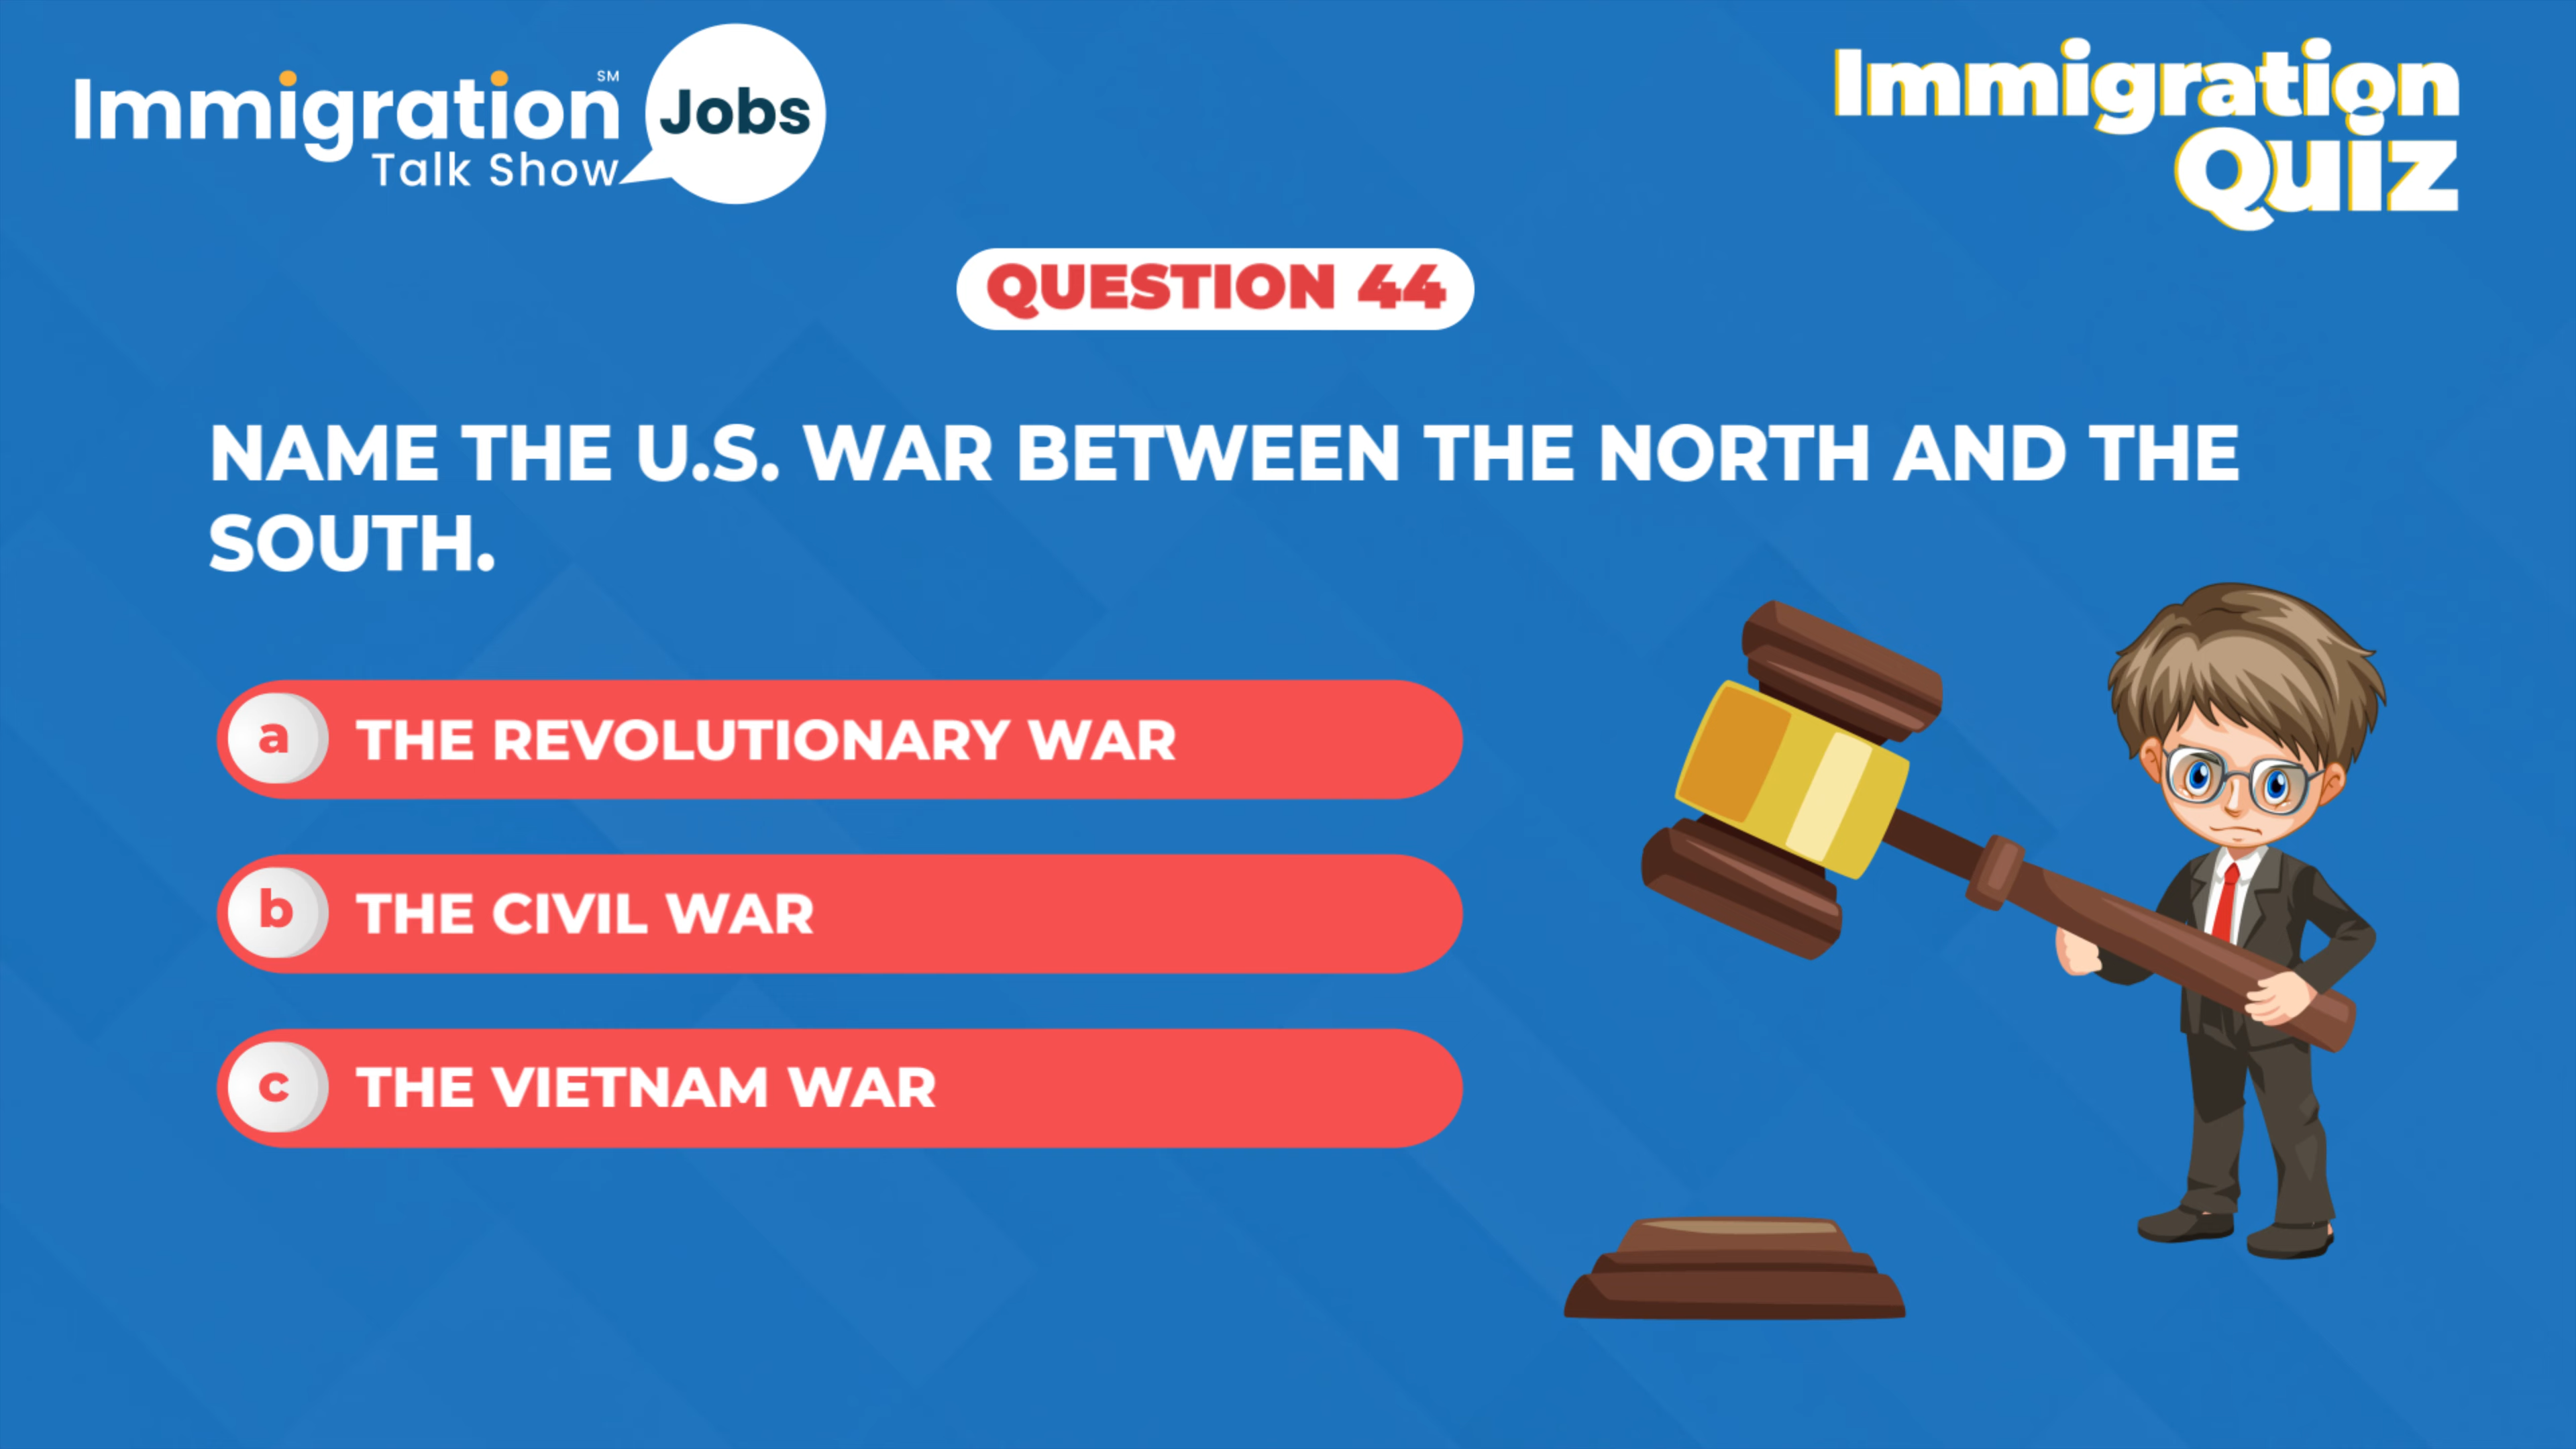 Immigration SM
Talk Show
Jobs
Immigration
Quiz
QUESTION 44
NAME THE U.S. WAR BETWEEN THE NORTH AND THE
SOUTH.
a THE REVOLUTIONARY WAR
b THE CIVIL WAR
c THE VIETNAM WAR